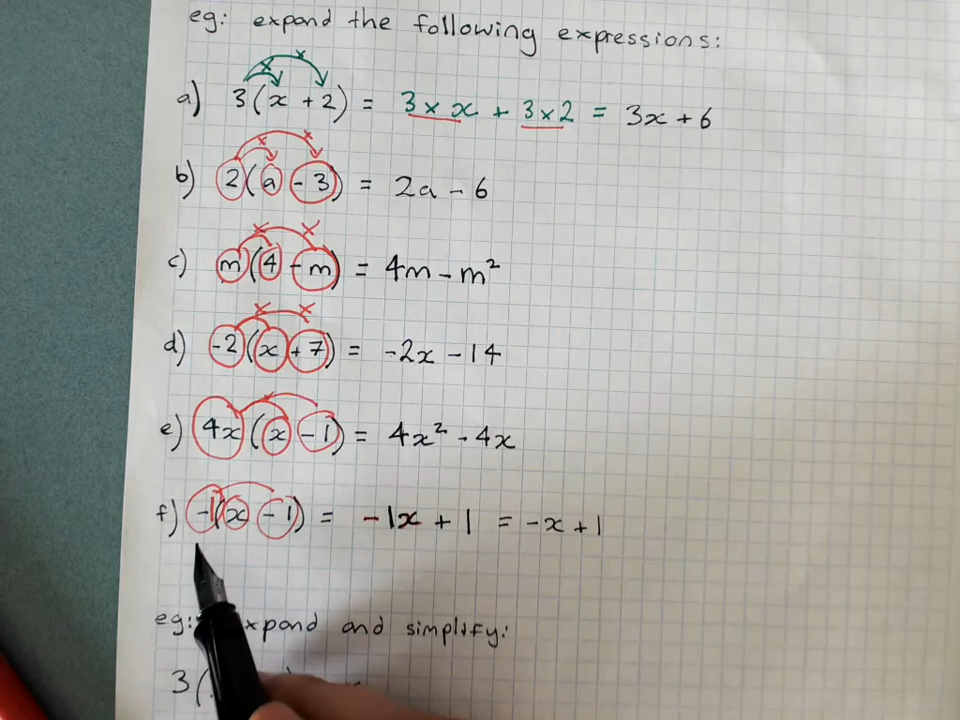 eg: expand the following expressions:
a) 3(x + 2) = 3 × x + 3 × 2 = 3x + 6
b) 2(a - 3) = 2a - 6
c) m(4 - m) = 4m - m²
d) -2(x + 7) = -2x - 14
e) 4x(x - 1) = 4x² - 4x
f) -1(x - 1) = -1x + 1 = -x + 1
eg: expand and simplify:
3(